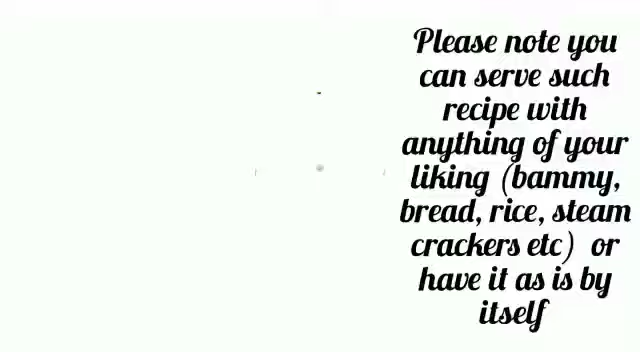 Please note you
can serve such
recipe with
anything of your
liking (bammy,
bread, rice, steam
crackers etc) or
have it as is by
itself